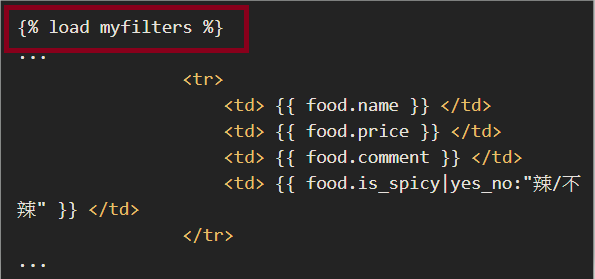 {% load myfilters %}
...
<tr>
<td> {{ food.name }} </td>
<td> {{ food.price }} </td>
<td> {{ food.comment }} </td>
<td> {{ food.is_spicy|yes_no:"辣/不
辣" }} </td>
</tr>
...